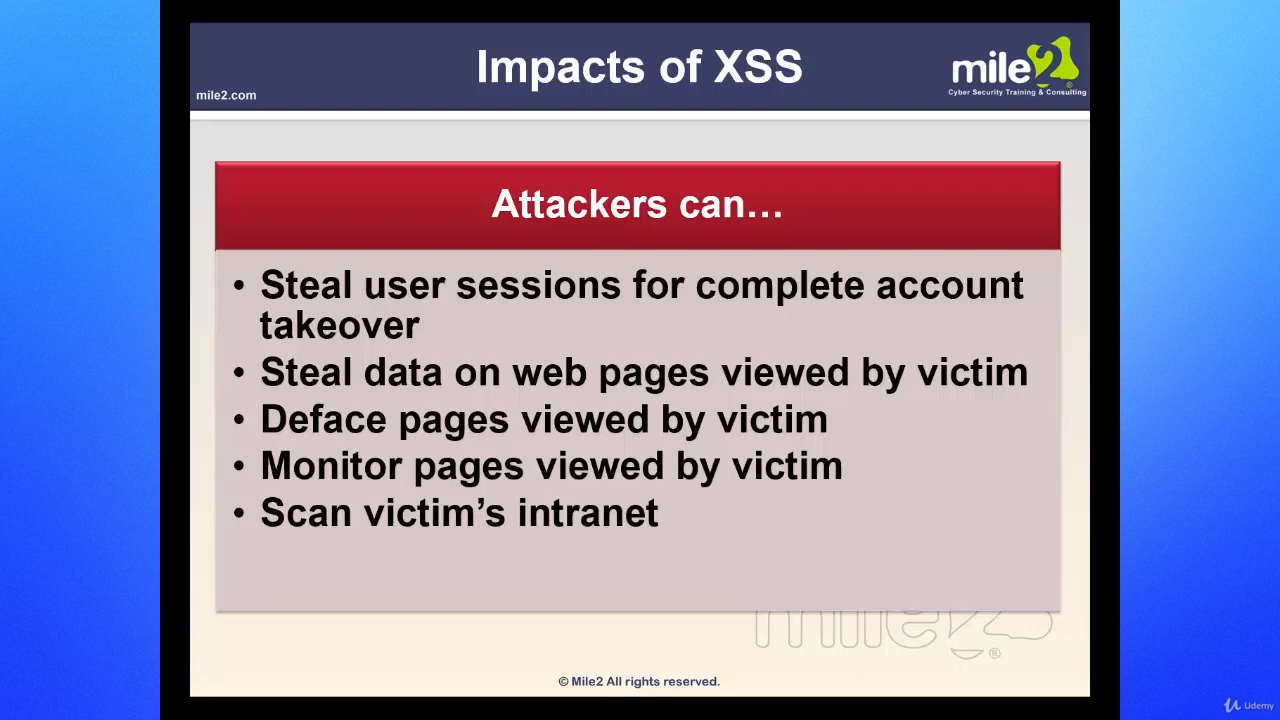 Impacts of XSS
mile2.com
mile2
®
Cyber Security Training & Consulting
Attackers can…
• Steal user sessions for complete account
takeover
• Steal data on web pages viewed by victim
• Deface pages viewed by victim
• Monitor pages viewed by victim
• Scan victim’s intranet
mile2
®
© Mile2 All rights reserved.
Udemy